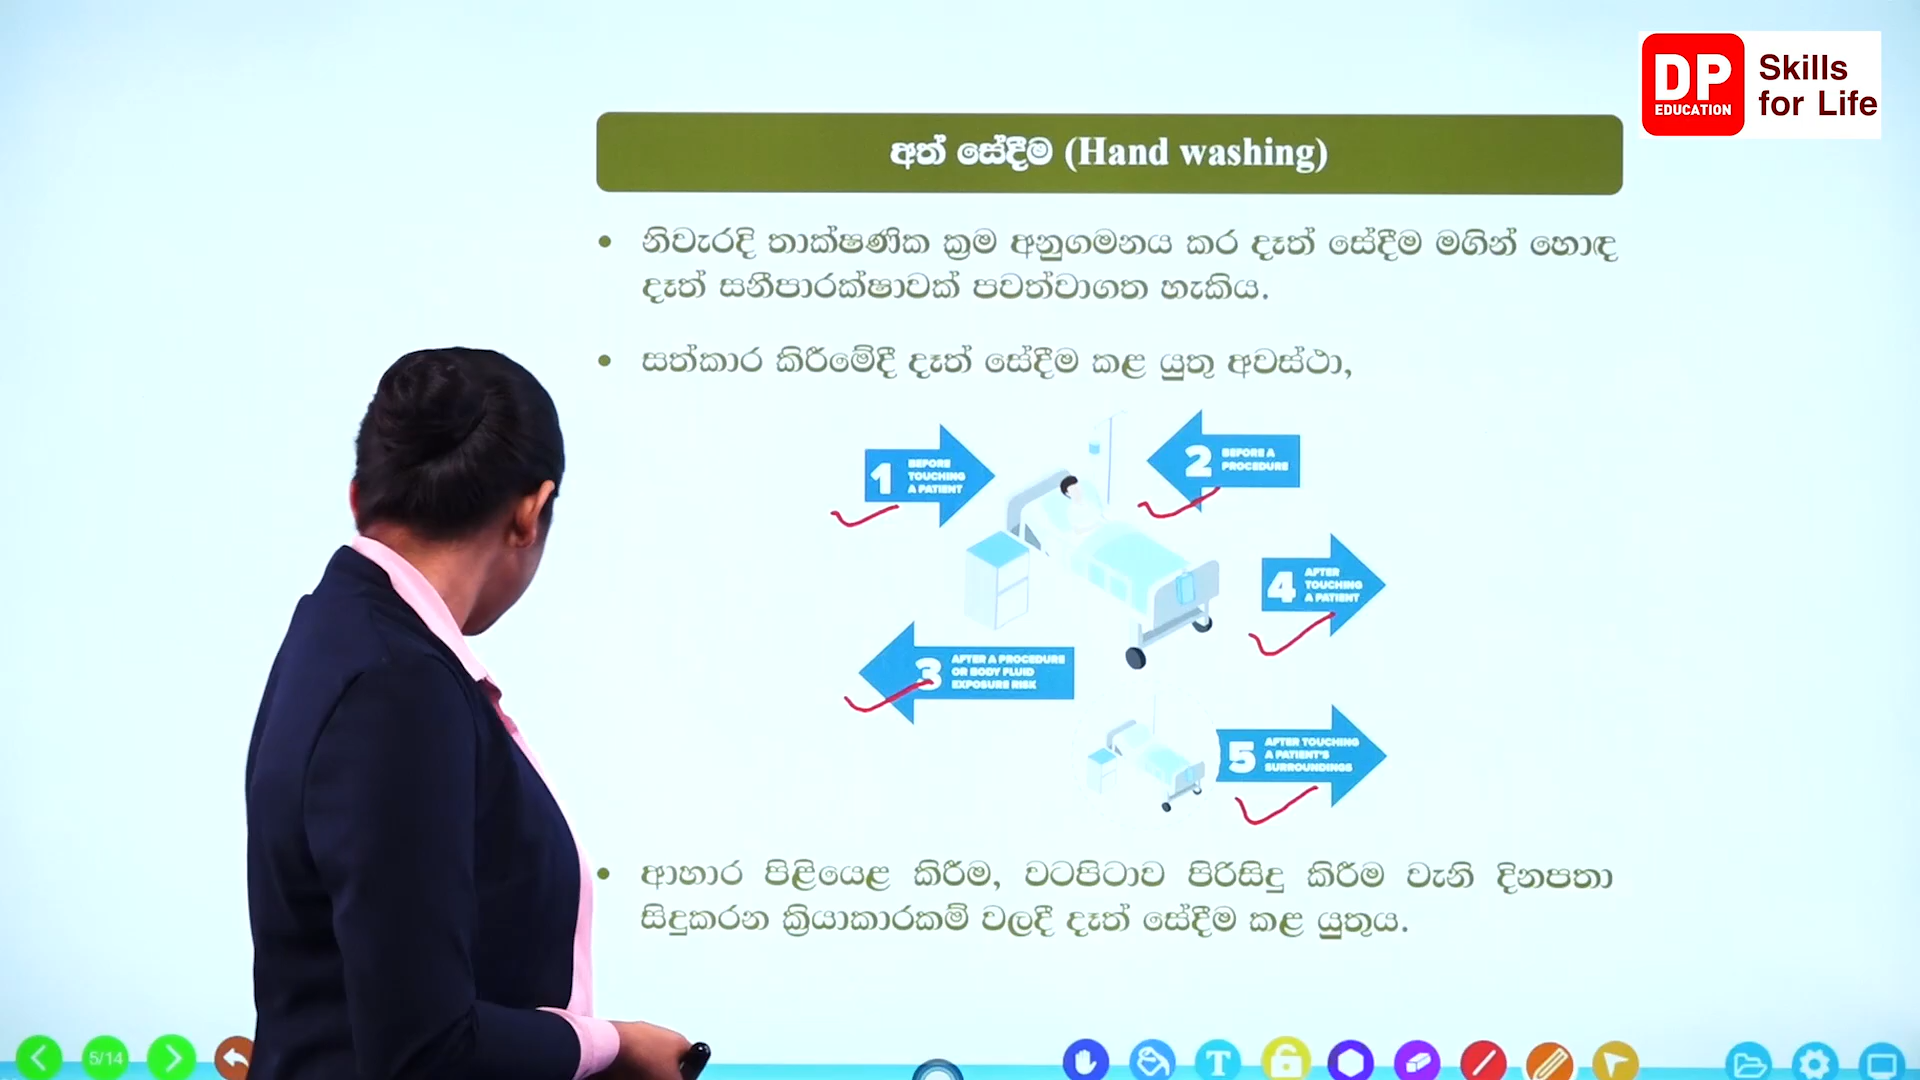 DP
EDUCATION
Skills
for Life
අත් සේදීම (Hand washing)
• නිවැරදි තාක්ෂණික ක්‍රම අනුගමනය කර දෑත් සේදීම මගින් හොඳ
දෑත් සනීපාරක්ෂාවක් පවත්වාගත හැකිය.
• සත්කාර කිරීමේදී දෑත් සේදීම කළ යුතු අවස්ථා,
1 BEFORE
TOUCHING
A PATIENT
2 BEFORE A
PROCEDURE
4 AFTER
TOUCHING
A PATIENT
3 AFTER A PROCEDURE
OR BODY FLUID
EXPOSURE RISK
5 AFTER TOUCHING
A PATIENT'S
SURROUNDINGS
• ආහාර පිළියෙළ කිරීම, වටපිටාව පිරිසිදු කිරීම වැනි දිනපතා
සිදුකරන ක්‍රියාකාරකම් වලදී දෑත් සේදීම කළ යුතුය.
5/14
T